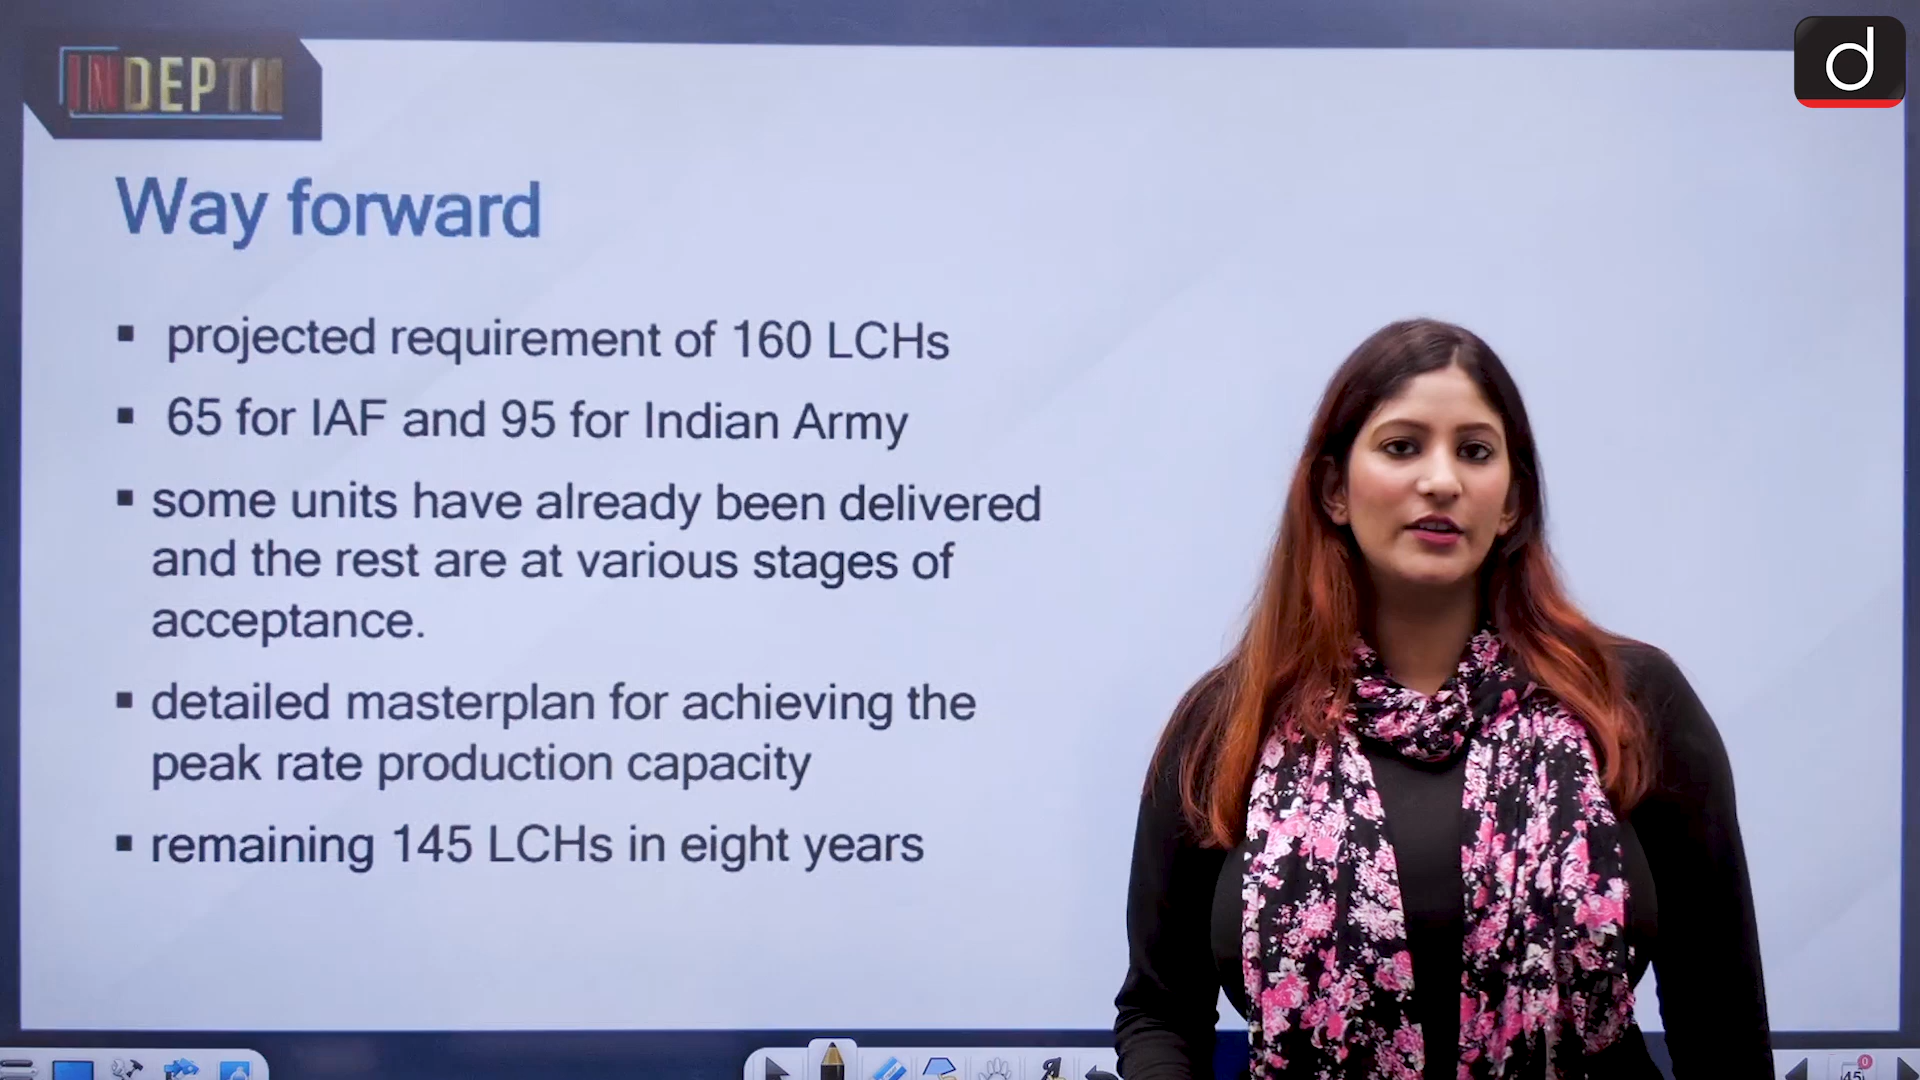 INDEPTH
d
Way forward
▪ projected requirement of 160 LCHs
▪ 65 for IAF and 95 for Indian Army
▪ some units have already been delivered
and the rest are at various stages of
acceptance.
▪ detailed masterplan for achieving the
peak rate production capacity
▪ remaining 145 LCHs in eight years
0
45